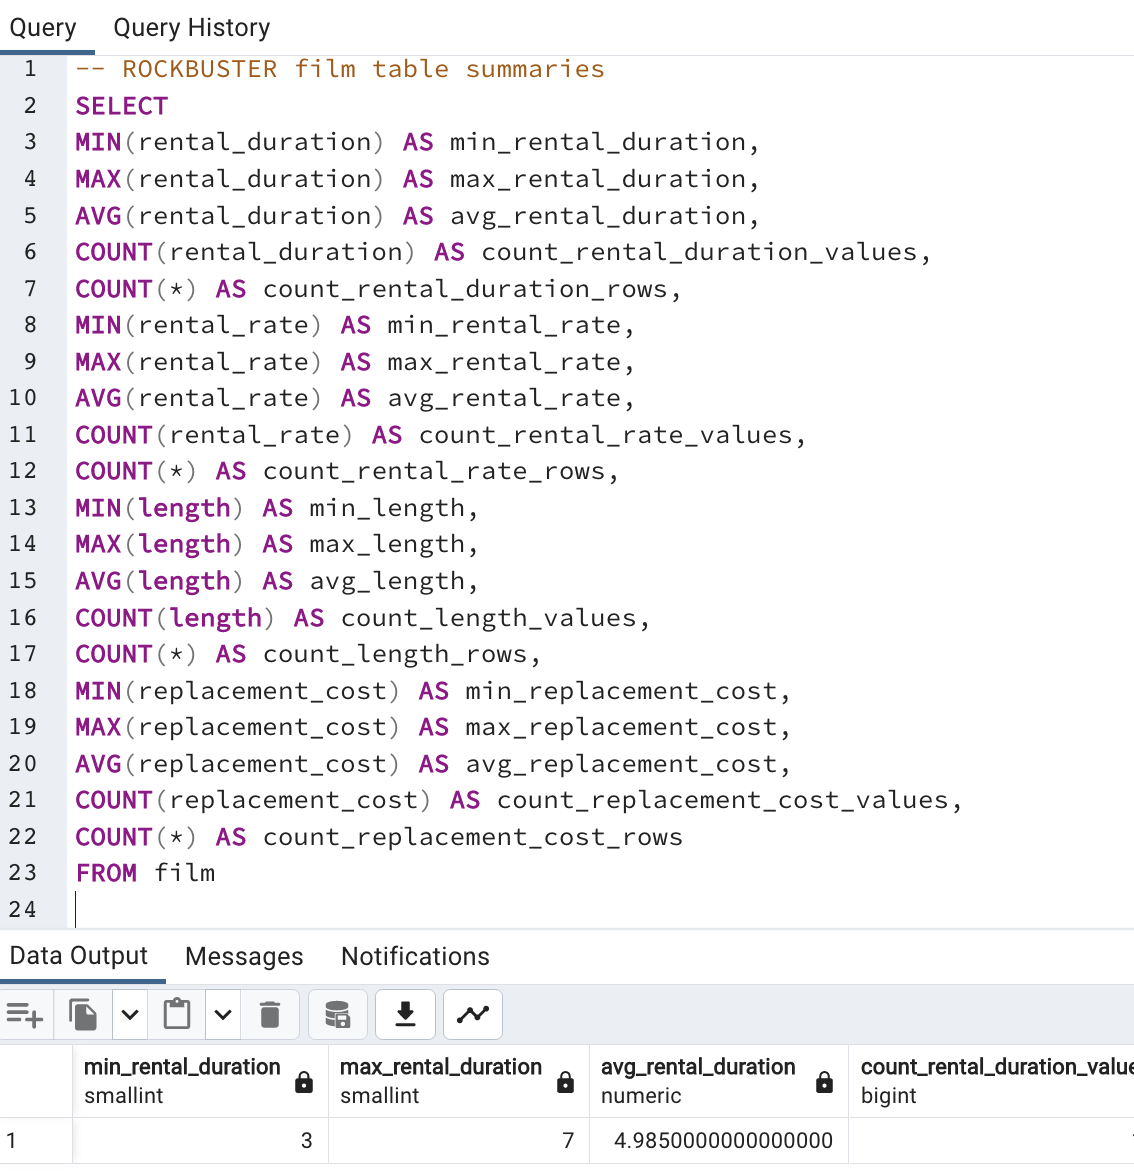 Query Query History
1 -- ROCKBUSTER film table summaries
2 SELECT
3 MIN(rental_duration) AS min_rental_duration,
4 MAX(rental_duration) AS max_rental_duration,
5 AVG(rental_duration) AS avg_rental_duration,
6 COUNT(rental_duration) AS count_rental_duration_values,
7 COUNT(*) AS count_rental_duration_rows,
8 MIN(rental_rate) AS min_rental_rate,
9 MAX(rental_rate) AS max_rental_rate,
10 AVG(rental_rate) AS avg_rental_rate,
11 COUNT(rental_rate) AS count_rental_rate_values,
12 COUNT(*) AS count_rental_rate_rows,
13 MIN(length) AS min_length,
14 MAX(length) AS max_length,
15 AVG(length) AS avg_length,
16 COUNT(length) AS count_length_values,
17 COUNT(*) AS count_length_rows,
18 MIN(replacement_cost) AS min_replacement_cost,
19 MAX(replacement_cost) AS max_replacement_cost,
20 AVG(replacement_cost) AS avg_replacement_cost,
21 COUNT(replacement_cost) AS count_replacement_cost_values,
22 COUNT(*) AS count_replacement_cost_rows
23 FROM film
24
Data Output Messages Notifications
min_rental_duration max_rental_duration avg_rental_duration count_rental_duration_value
smallint smallint numeric bigint
1 3 7 4.9850000000000000